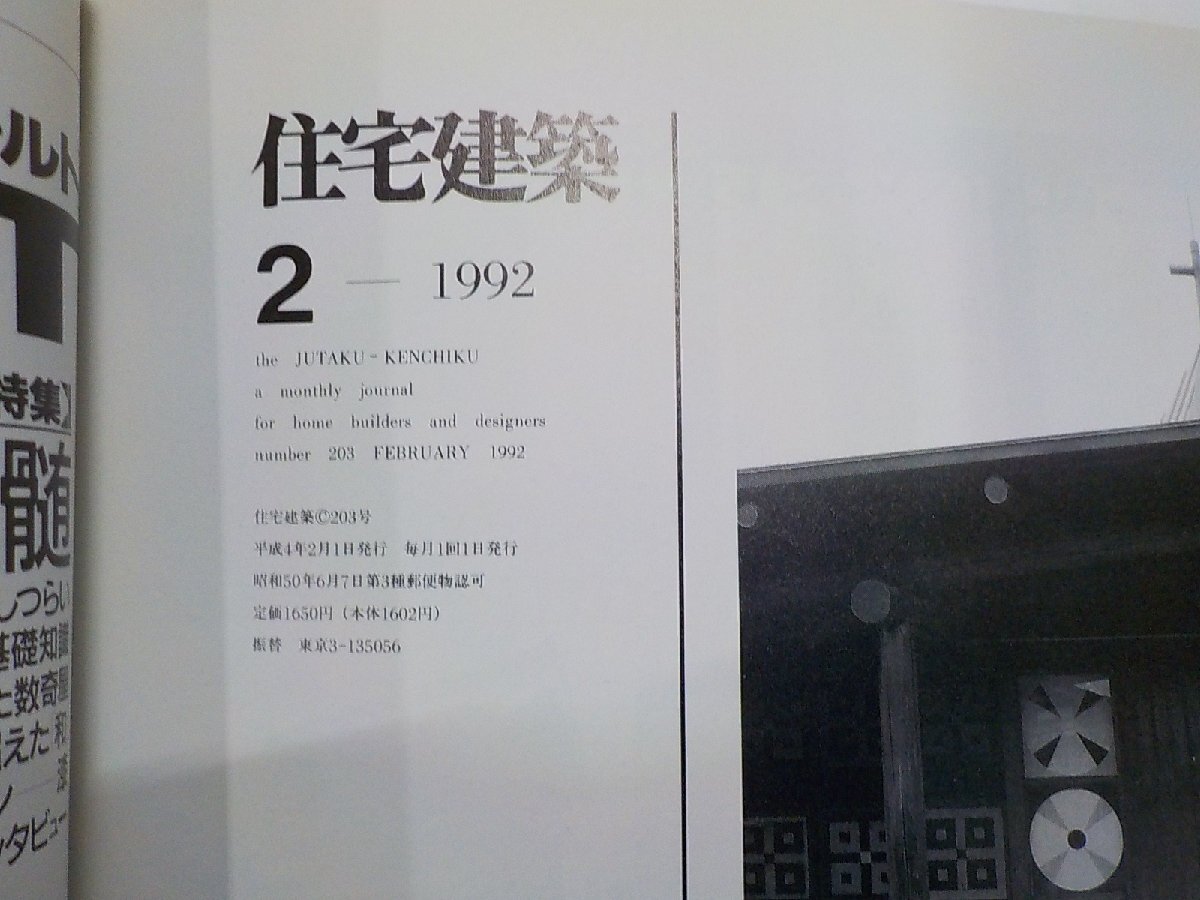 住宅建築
2 — 1992
the JUTAKU-KENCHIKU
a monthly journal
for home builders and designers
number 203 FEBRUARY 1992
住宅建築©203号
平成4年2月1日発行 毎月1回1日発行
昭和50年6月7日第3種郵便物認可
定価1650円（本体1602円）
振替 東京3-135056
ルト
T
特集】
髄
しつらい
基礎知識
数奇屋
えた和
タビュー